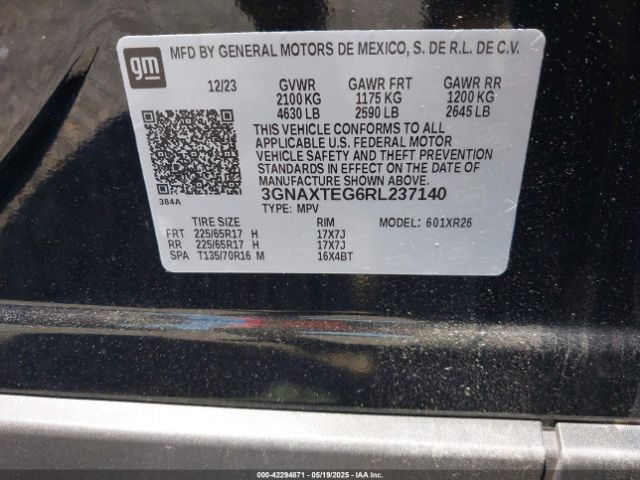 gm
MFD BY GENERAL MOTORS DE MEXICO, S. DE R.L. DE C.V.
12/23 GVWR GAWR FRT GAWR RR
2100 KG 1175 KG 1200 KG
4630 LB 2590 LB 2645 LB
THIS VEHICLE CONFORMS TO ALL
APPLICABLE U.S. FEDERAL MOTOR
VEHICLE SAFETY AND THEFT PREVENTION
STANDARDS IN EFFECT ON THE DATE OF
MANUFACTURE SHOWN ABOVE.
384A 3GNAXTEG6RL237140
TYPE: MPV
TIRE SIZE RIM MODEL: 601XR26
FRT 225/65R17 H 17X7J
RR 225/65R17 H 17X7J
SPA T135/70R16 M 16X4BT
000-42294871 - 05/19/2025 - IAAI.COM